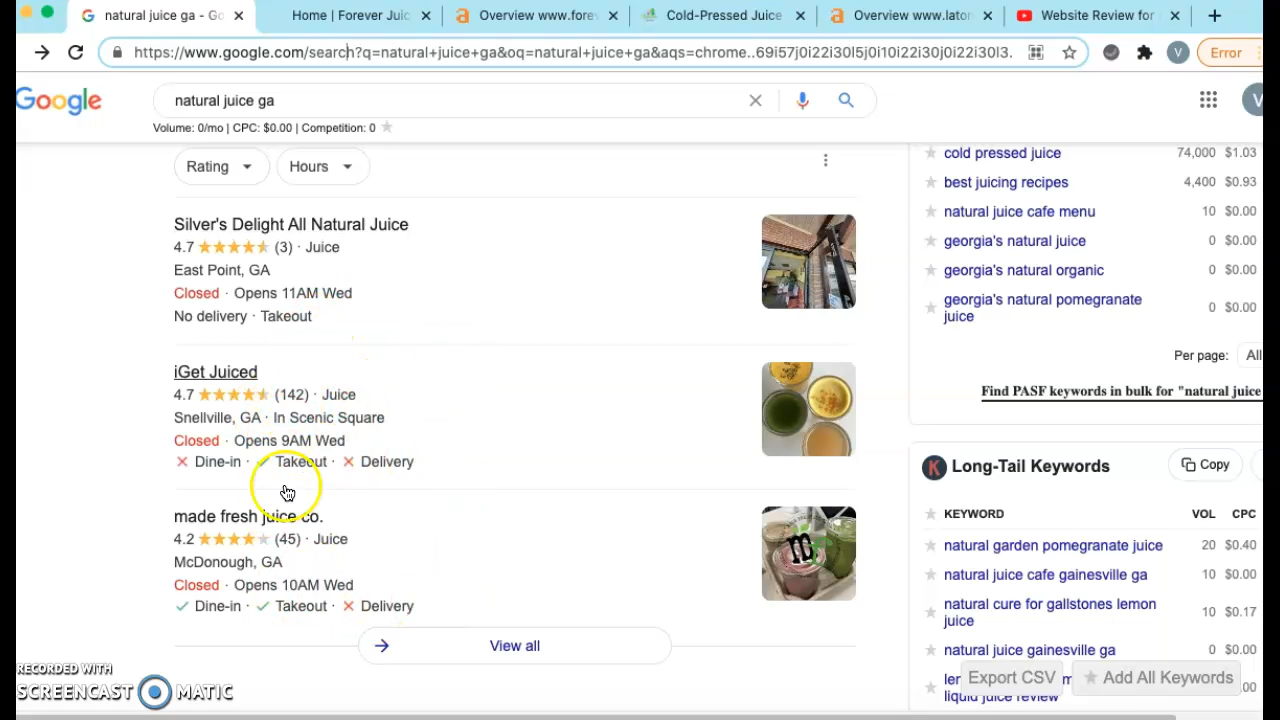 natural juice ga - Go
Home | Forever Juic
Overview www.fore
Cold-Pressed Juice
Overview www.laton
Website Review for
https://www.google.com/search?q=natural+juice+ga&oq=natural+juice+ga&aqs=chrome..69i57j0i22i30l5j0i10i22i30j0i22i30l3.
V
Error
Google
natural juice ga
V
Volume: 0/mo | CPC: $0.00 | Competition: 0
Rating
Hours
Silver's Delight All Natural Juice
4.7 (3) · Juice
East Point, GA
Closed · Opens 11AM Wed
No delivery · Takeout
iGet Juiced
4.7 (142) · Juice
Snellville, GA · In Scenic Square
Closed · Opens 9AM Wed
Dine-in · Takeout · Delivery
made fresh juice co.
4.2 (45) · Juice
McDonough, GA
Closed · Opens 10AM Wed
Dine-in · Takeout · Delivery
m
View all
cold pressed juice 74,000 $1.03
best juicing recipes 4,400 $0.93
natural juice cafe menu 10 $0.00
georgia's natural juice 0 $0.00
georgia's natural organic 0 $0.00
georgia's natural pomegranate
juice 0 $0.00
Per page: All
Find PASF keywords in bulk for "natural juice
K Long-Tail Keywords
Copy
KEYWORD VOL CPC
natural garden pomegranate juice 20 $0.40
natural juice cafe gainesville ga 10 $0.00
natural cure for gallstones lemon
juice 10 $0.17
natural juice gainesville ga 0 $0.00
liquid juice review
Export CSV
Add All Keywords
RECORDED WITH
SCREENCAST MATIC